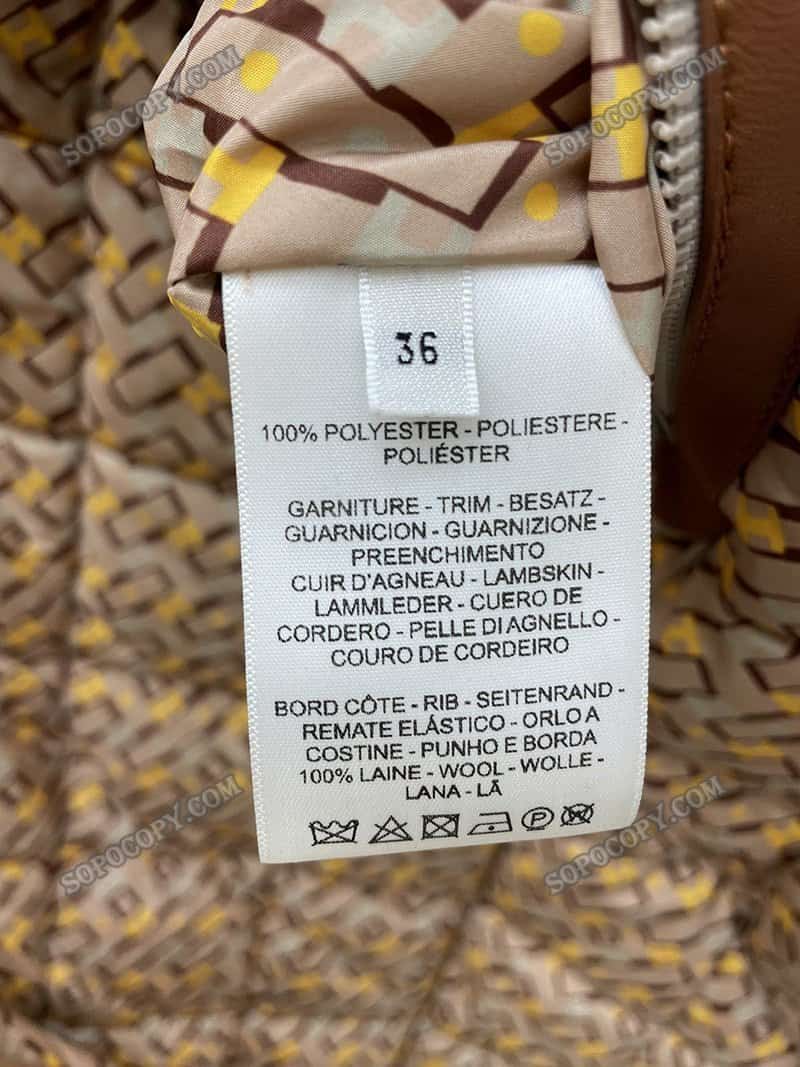 SOPOCOPY.COM
SOPOCOPY.COM
36
100% POLYESTER - POLIESTERE -
POLIÉSTER
GARNITURE - TRIM - BESATZ -
GUARNICION - GUARNIZIONE -
PREENCHIMENTO
CUIR D'AGNEAU - LAMBSKIN -
LAMMLEDER - CUERO DE
CORDERO - PELLE DI AGNELLO -
COURO DE CORDEIRO
BORD CÔTE - RIB - SEITENRAND -
REMATE ELÁSTICO - ORLO A
COSTINE - PUNHO E BORDA
100% LAINE - WOOL - WOLLE -
LANA - LÃ
P
W
SOPOCOPY.COM
SOPOCOPY.COM